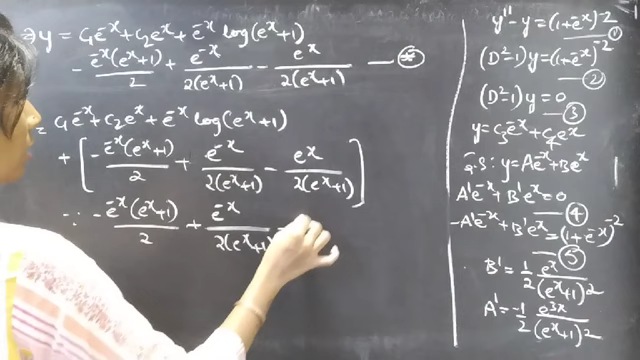 ⇒ y = c₁e⁻ˣ + c₂eˣ + e⁻ˣ log(eˣ+1)
- e⁻ˣ(eˣ+1)/2 + e⁻ˣ/2(eˣ+1) - eˣ/2(eˣ+1) —
= c₁e⁻ˣ + c₂eˣ + e⁻ˣ log(eˣ+1)
+ [ - e⁻ˣ(eˣ+1)/2 + e⁻ˣ/2(eˣ+1) - eˣ/2(eˣ+1) ]
∵ - e⁻ˣ(eˣ+1)/2 + e⁻ˣ/2(eˣ+1) -
y'' - y = (1+e⁻ˣ)-2 — ①
(D²-1)y = (1+e⁻ˣ)⁻² — ②
(D²-1)y = 0 — ③
y = c₃e⁻ˣ + c₄eˣ
G.S: y = Ae⁻ˣ + Beˣ
A'e⁻ˣ + B'eˣ = 0 — ④
-A'e⁻ˣ + B'eˣ = (1+e⁻ˣ)⁻² — ⑤
B' = 1/2 eˣ/(eˣ+1)2
A' = -1/2 e3x/(eˣ+1)2